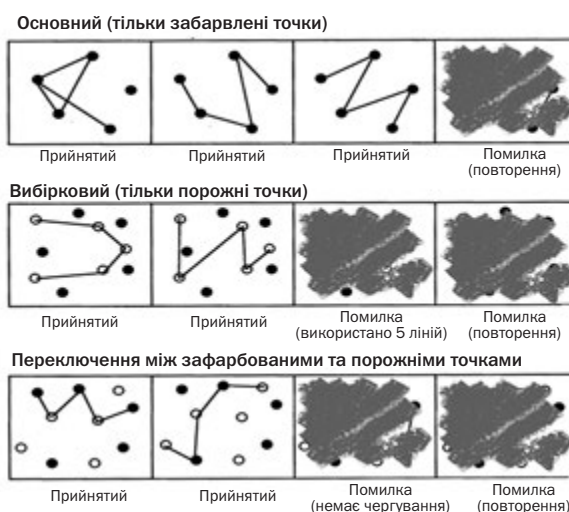 Основний (тільки забарвлені точки)
Прийнятий Прийнятий Прийнятий Помилка
(повторення)
Вибірковий (тільки порожні точки)
Прийнятий Прийнятий Помилка Помилка
(використано 5 ліній) (повторення)
Переключення між зафарбованими та порожніми точками
Прийнятий Прийнятий Помилка Помилка
(немає чергування) (повторення)